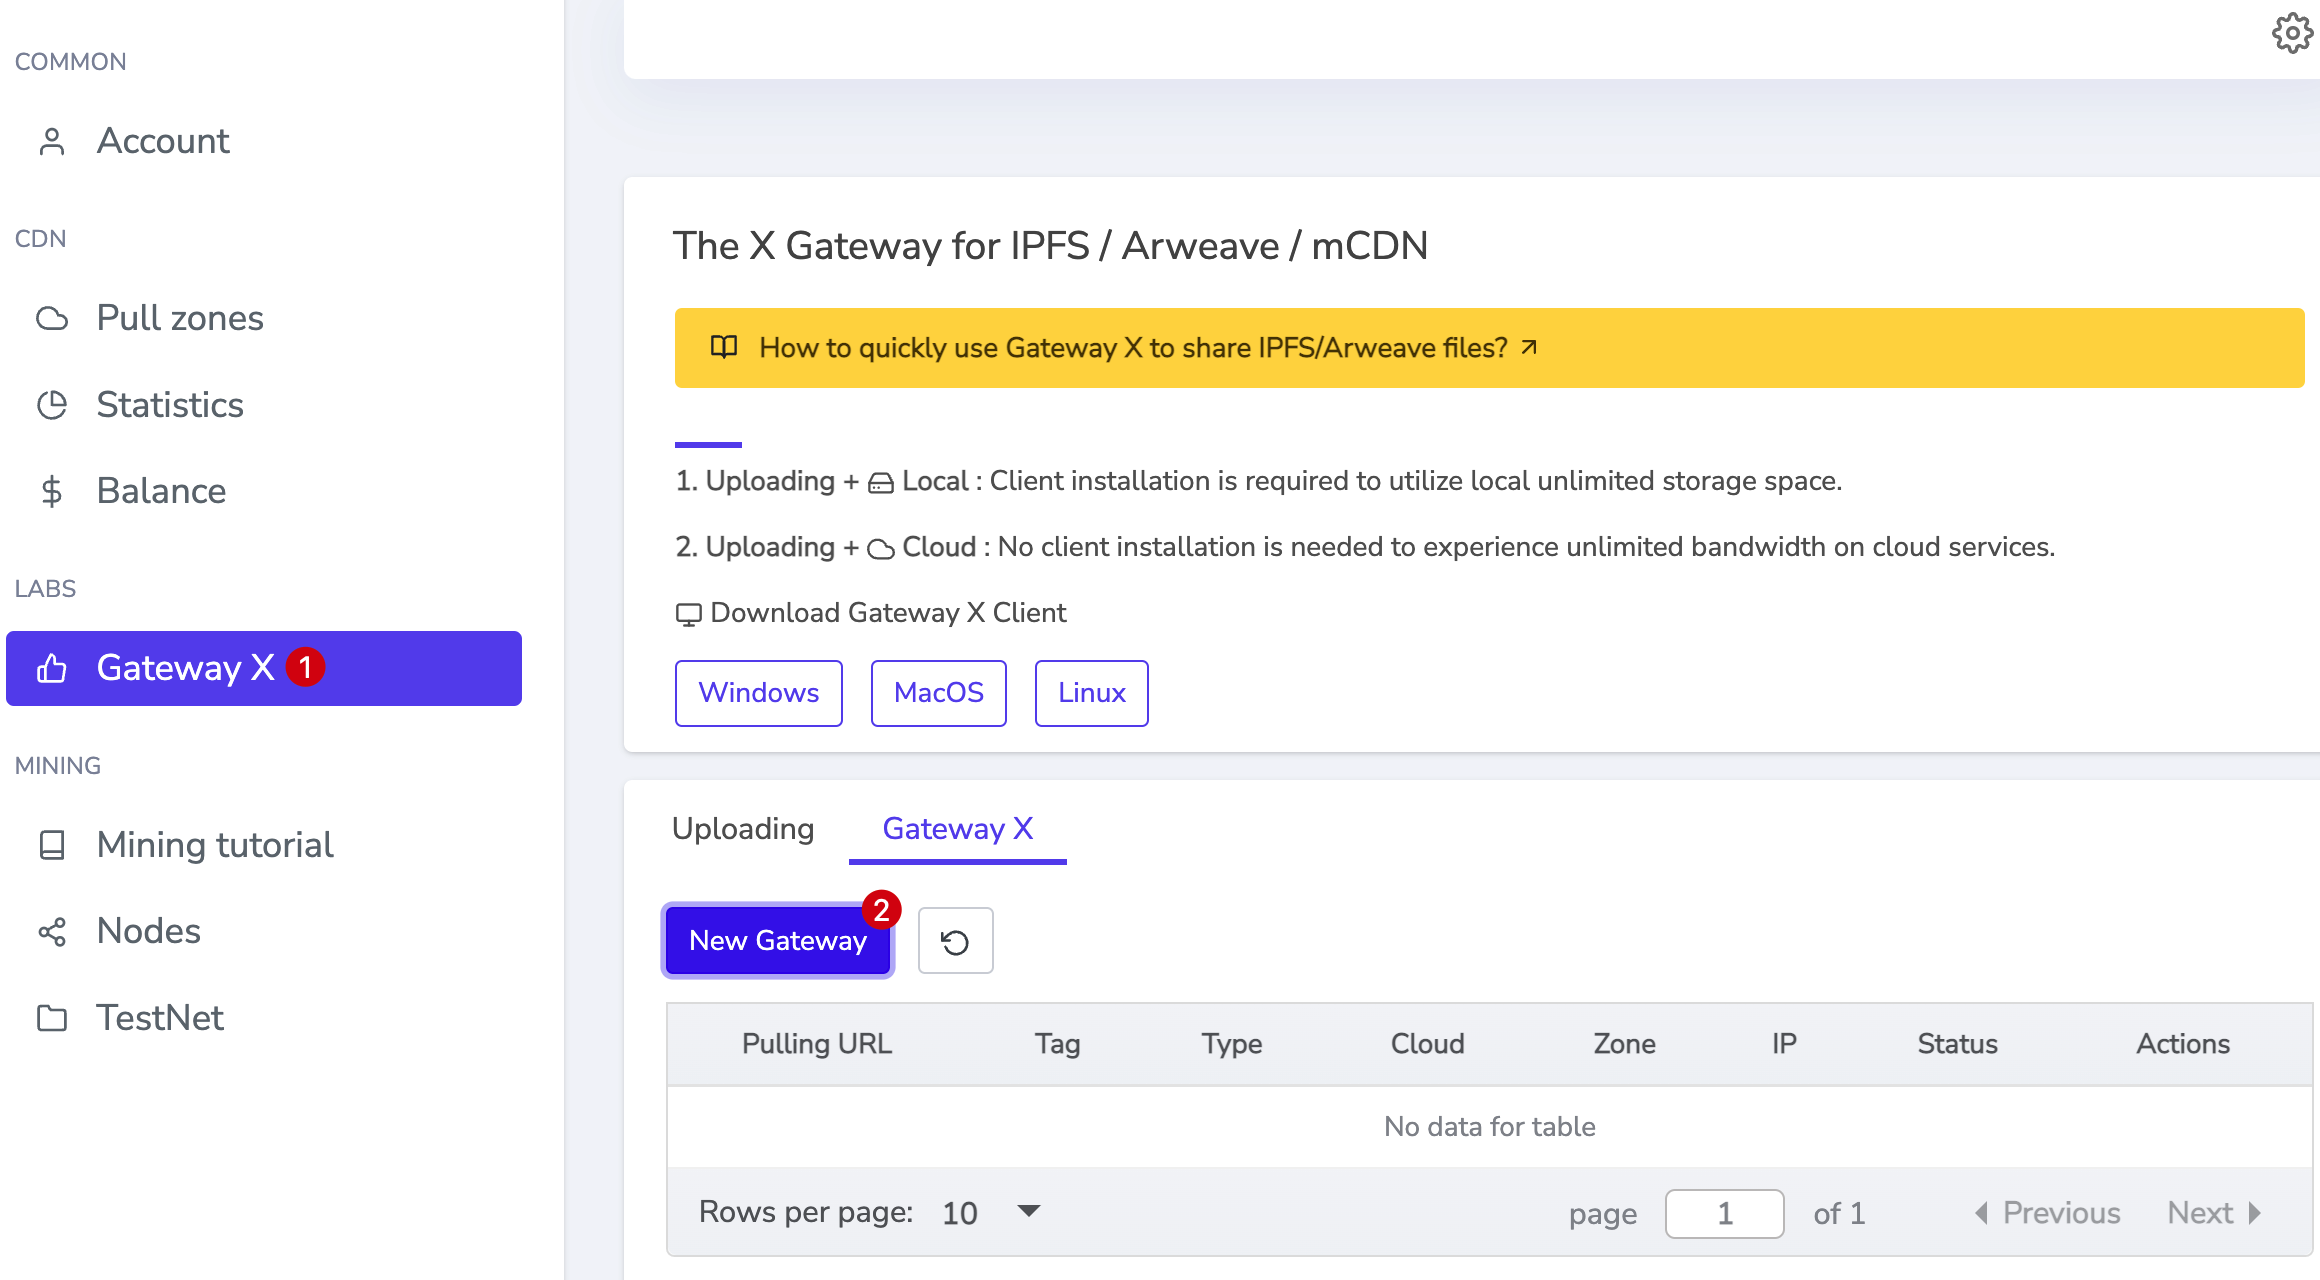 COMMON
Account
CDN
Pull zones
Statistics
Balance
LABS
Gateway X 1
MINING
Mining tutorial
Nodes
TestNet
The X Gateway for IPFS / Arweave / mCDN
How to quickly use Gateway X to share IPFS/Arweave files?
1. Uploading + Local : Client installation is required to utilize local unlimited storage space.
2. Uploading + Cloud : No client installation is needed to experience unlimited bandwidth on cloud services.
Download Gateway X Client
Windows MacOS Linux
Uploading Gateway X
New Gateway 2
Pulling URL Tag Type Cloud Zone IP Status Actions
No data for table
Rows per page: 10 page 1 of 1 Previous Next